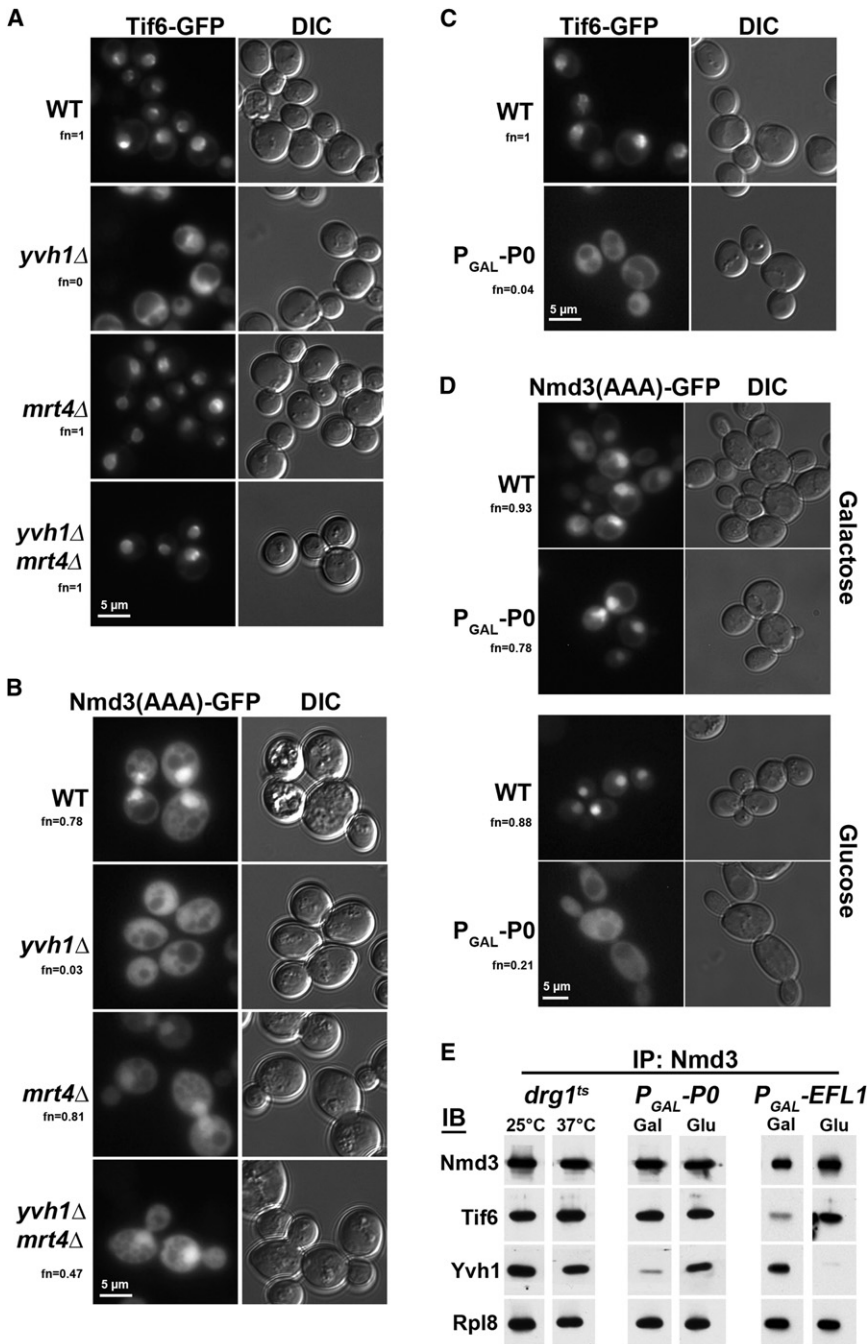 A
Tif6-GFP DIC
WT
fn=1
yvh1Δ
fn=0
mrt4Δ
fn=1
yvh1Δ
mrt4Δ
fn=1
5 µm
B
Nmd3(AAA)-GFP DIC
WT
fn=0.78
yvh1Δ
fn=0.03
mrt4Δ
fn=0.81
yvh1Δ
mrt4Δ
fn=0.47
5 µm
C
Tif6-GFP DIC
WT
fn=1
PGAL-P0
fn=0.04
5 µm
D
Nmd3(AAA)-GFP DIC
WT
fn=0.93
PGAL-P0
fn=0.78
Galactose
WT
fn=0.88
PGAL-P0
fn=0.21
5 µm
Glucose
E
IP: Nmd3
drg1ts PGAL-P0 PGAL-EFL1
IB 25°C 37°C Gal Glu Gal Glu
Nmd3
Tif6
Yvh1
Rpl8